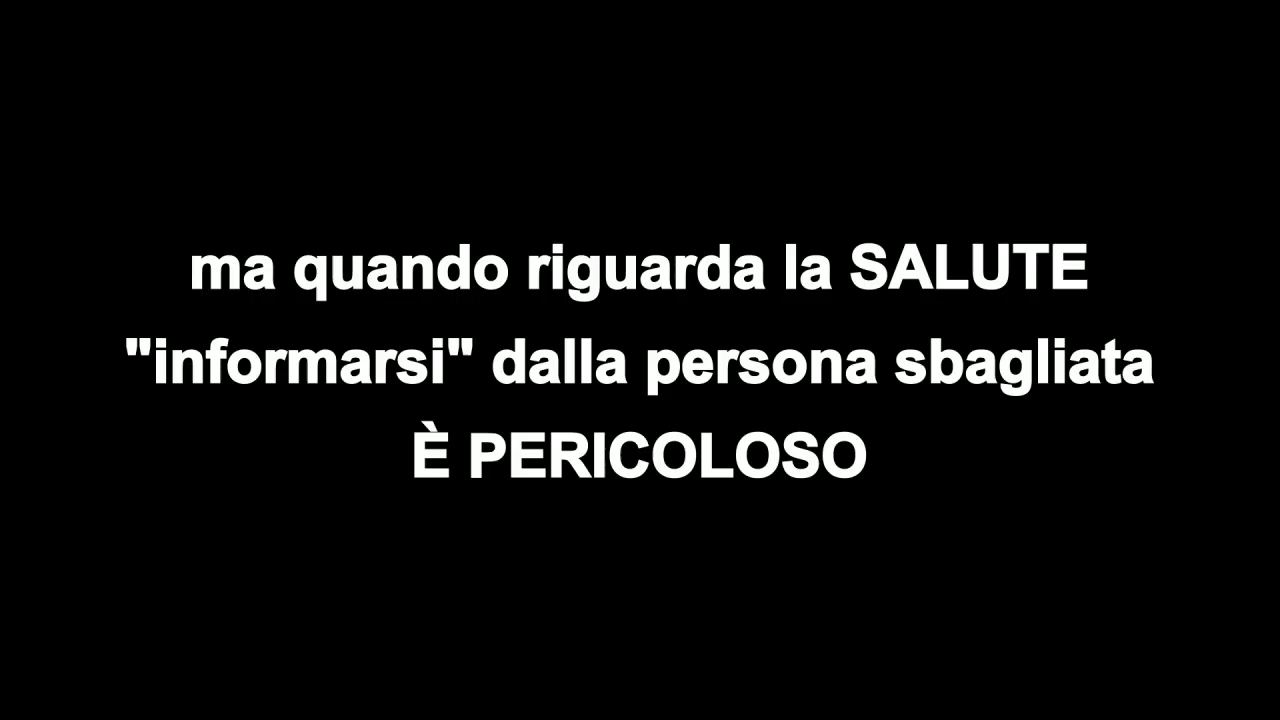 ma quando riguarda la SALUTE
"informarsi" dalla persona sbagliata
È PERICOLOSO